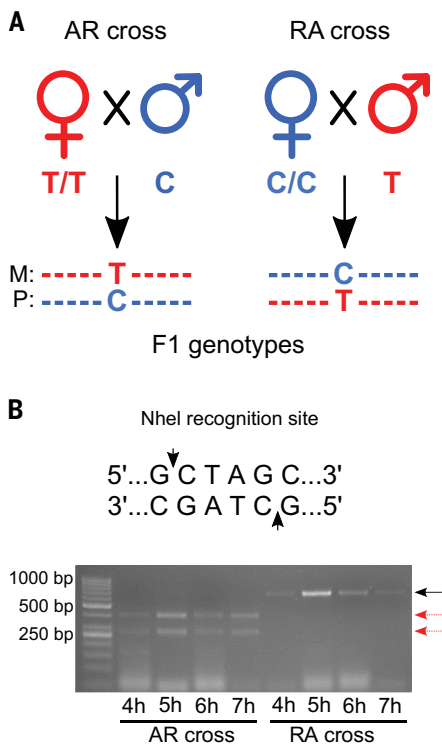 A
AR cross RA cross
X X
T/T C C/C T
M: T C
P: C T
F1 genotypes
B
NheI recognition site
5'...G C T A G C...3'
3'...C G A T C G...5'
1000 bp
500 bp
250 bp
4h 5h 6h 7h 4h 5h 6h 7h
AR cross RA cross